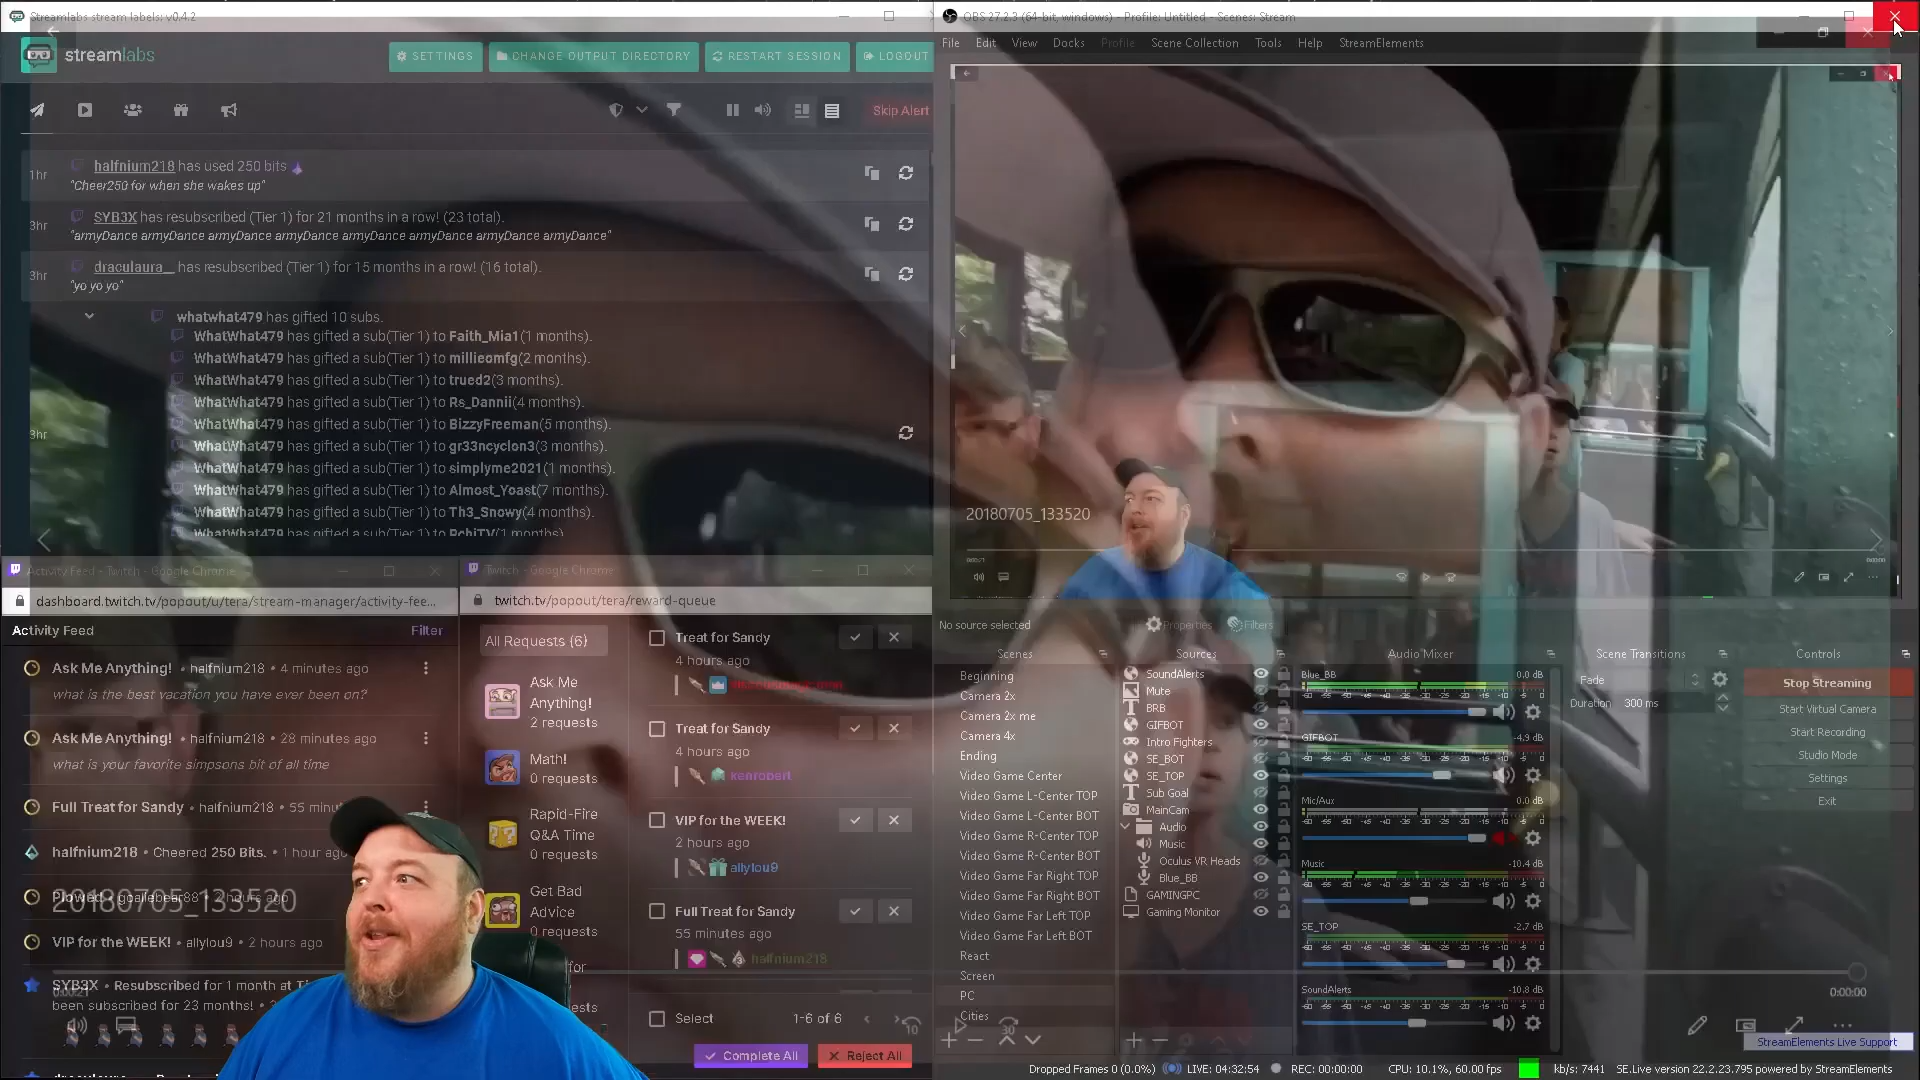 Streamlabs stream labels: v0.4.2
streamlabs
SETTINGS
CHANGE OUTPUT DIRECTORY
RESTART SESSION
LOGOUT
Skip Alert
1hr
halfnium218 has used 250 bits
"Cheer250 for when she wakes up"
3hr
SYB3X has resubscribed (Tier 1) for 21 months in a row! (23 total).
"armyDance armyDance armyDance armyDance armyDance armyDance armyDance armyDance"
3hr
draculaura__ has resubscribed (Tier 1) for 15 months in a row! (16 total).
"yo yo yo"
3hr
whatwhat479 has gifted 10 subs.
WhatWhat479 has gifted a sub(Tier 1) to Faith_Mia1(1 months).
WhatWhat479 has gifted a sub(Tier 1) to millieomfg(2 months).
WhatWhat479 has gifted a sub(Tier 1) to trued2(3 months).
WhatWhat479 has gifted a sub(Tier 1) to Rs_Dannii(4 months).
WhatWhat479 has gifted a sub(Tier 1) to BizzyFreeman(5 months).
WhatWhat479 has gifted a sub(Tier 1) to gr33ncyclon3(3 months).
WhatWhat479 has gifted a sub(Tier 1) to simplyme2021(1 months).
WhatWhat479 has gifted a sub(Tier 1) to Almost_Yoast(7 months).
WhatWhat479 has gifted a sub(Tier 1) to Th3_Snowy(4 months).
Activity Feed - Twitch - Google Chrome
dashboard.twitch.tv/popout/u/tera/stream-manager/activity-fee...
Activity Feed
Filter
Ask Me Anything! • halfnium218 • 4 minutes ago
what is the best vacation you have ever been on?
Ask Me Anything! • halfnium218 • 28 minutes ago
what is your favorite simpsons bit of all time
Full Treat for Sandy • halfnium218 • 55 minu
halfnium218 • Cheered 250 Bits. • 1 hour ago
20180705_133520
VIP for the WEEK! • allylou9 • 2 hours ago
SYB3X • Resubscribed for 1 month at Ti
been subscribed for 23 months! •
0:00:21
Twitch - Google Chrome
twitch.tv/popout/tera/reward-queue
All Requests (6)
Ask Me
Anything!
2 requests
Math!
0 requests
Rapid-Fire
Q&A Time
0 requests
Get Bad
Advice
0 requests
for
Treat for Sandy
4 hours ago
Treat for Sandy
4 hours ago
kenrobert
VIP for the WEEK!
2 hours ago
allylou9
Full Treat for Sandy
55 minutes ago
halfnium218
Select
1-6 of 6
10
30
Complete All
Reject All
OBS 27.2.3 (64-bit, windows) - Profile: Untitled - Scenes: Stream
File
Edit
View
Docks
Profile
Scene Collection
Tools
Help
StreamElements
20180705_133520
No source selected
Properties
Filters
Scenes
Beginning
Camera 2x
Camera 2x me
Camera 4x
Ending
Video Game Center
Video Game L-Center TOP
Video Game L-Center BOT
Video Game R-Center TOP
Video Game R-Center BOT
Video Game Far Right TOP
Video Game Far Right BOT
Video Game Far Left TOP
Video Game Far Left BOT
React
Screen
PC
Cities
Sources
SoundAlerts
Mute
BRB
GIFBOT
Intro Fighters
SE_BOT
SE_TOP
Sub Goal
MainCam
Audio
Music
Oculus VR Heads
Blue_BB
GAMINGPC
Gaming Monitor
Audio Mixer
Blue_BB
0.0 dB
GIFBOT
-4.9 dB
Mic/Aux
0.0 dB
Music
-10.4 dB
SE_TOP
-2.7 dB
SoundAlerts
-10.8 dB
Scene Transitions
Fade
Duration
300 ms
Controls
Stop Streaming
Start Virtual Camera
Start Recording
Studio Mode
Settings
Exit
0:00:00
StreamElements Live Support
Dropped Frames 0 (0.0%)
LIVE: 04:32:54
REC: 00:00:00
CPU: 10.1%, 60.00 fps
kb/s: 7441
SE.Live version 22.2.23.795 powered by StreamElements